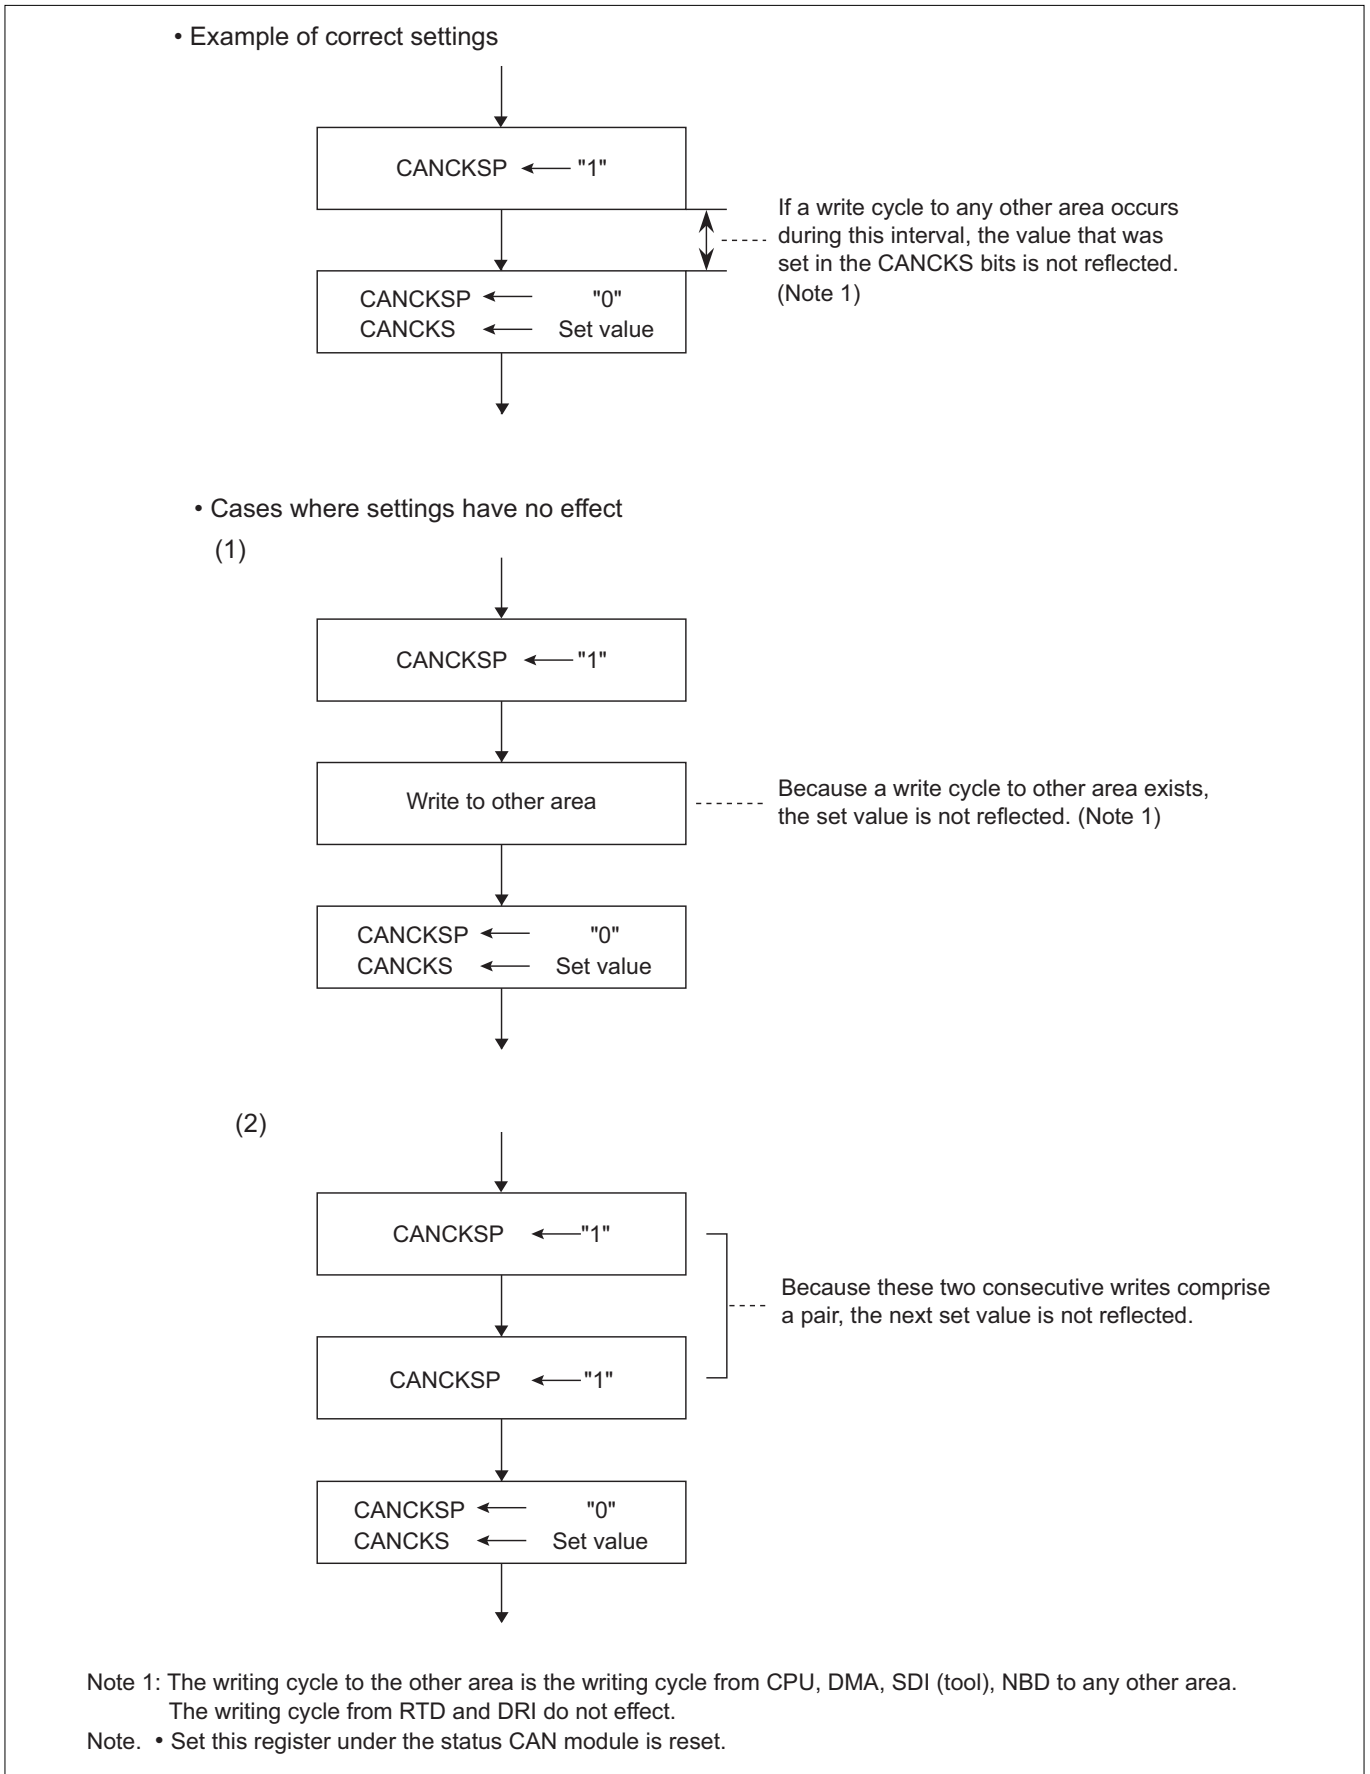 • Example of correct settings
CANCKSP ← "1"
If a write cycle to any other area occurs
during this interval, the value that was
set in the CANCKS bits is not reflected.
(Note 1)
CANCKSP ← "0"
CANCKS ← Set value
• Cases where settings have no effect
(1)
CANCKSP ← "1"
Write to other area
Because a write cycle to other area exists,
the set value is not reflected. (Note 1)
CANCKSP ← "0"
CANCKS ← Set value
(2)
CANCKSP ← "1"
Because these two consecutive writes comprise
a pair, the next set value is not reflected.
CANCKSP ← "1"
CANCKSP ← "0"
CANCKS ← Set value
Note 1: The writing cycle to the other area is the writing cycle from CPU, DMA, SDI (tool), NBD to any other area.
The writing cycle from RTD and DRI do not effect.
Note. • Set this register under the status CAN module is reset.